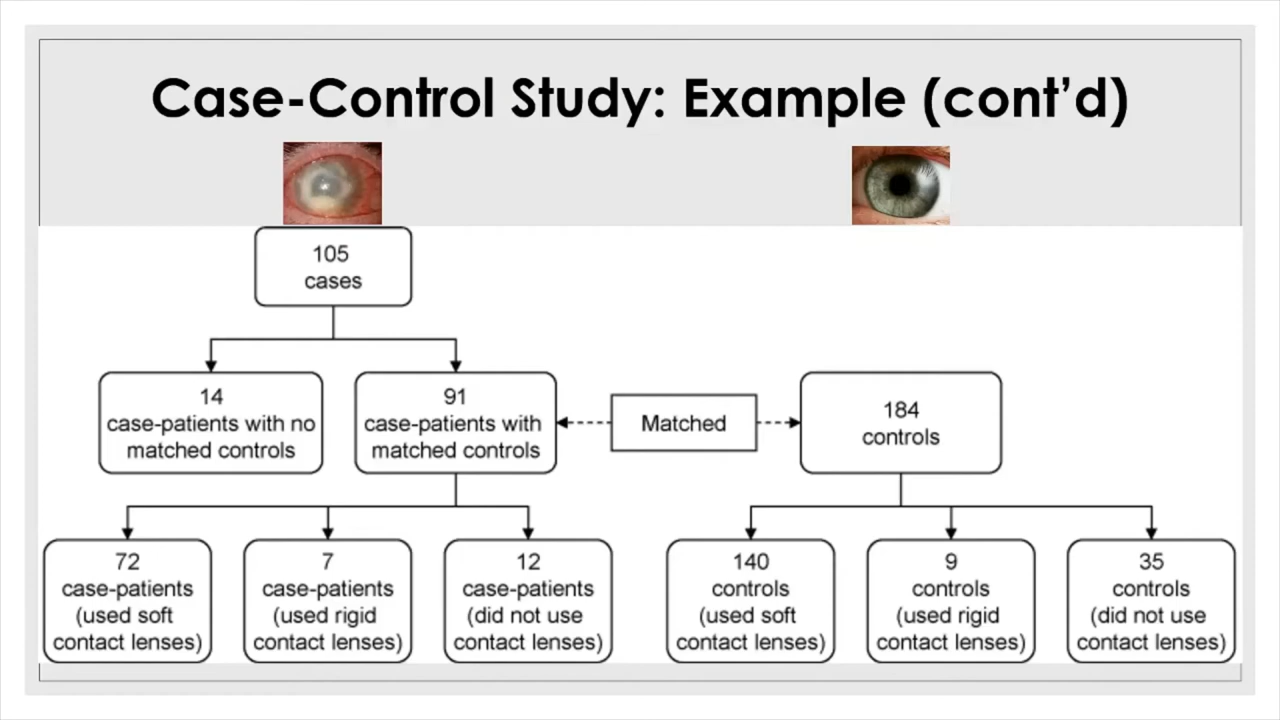 Case-Control Study: Example (cont’d)
105
cases
14
case-patients with no
matched controls
91
case-patients with
matched controls
Matched
184
controls
72
case-patients
(used soft
contact lenses)
7
case-patients
(used rigid
contact lenses)
12
case-patients
(did not use
contact lenses)
140
controls
(used soft
contact lenses)
9
controls
(used rigid
contact lenses)
35
controls
(did not use
contact lenses)